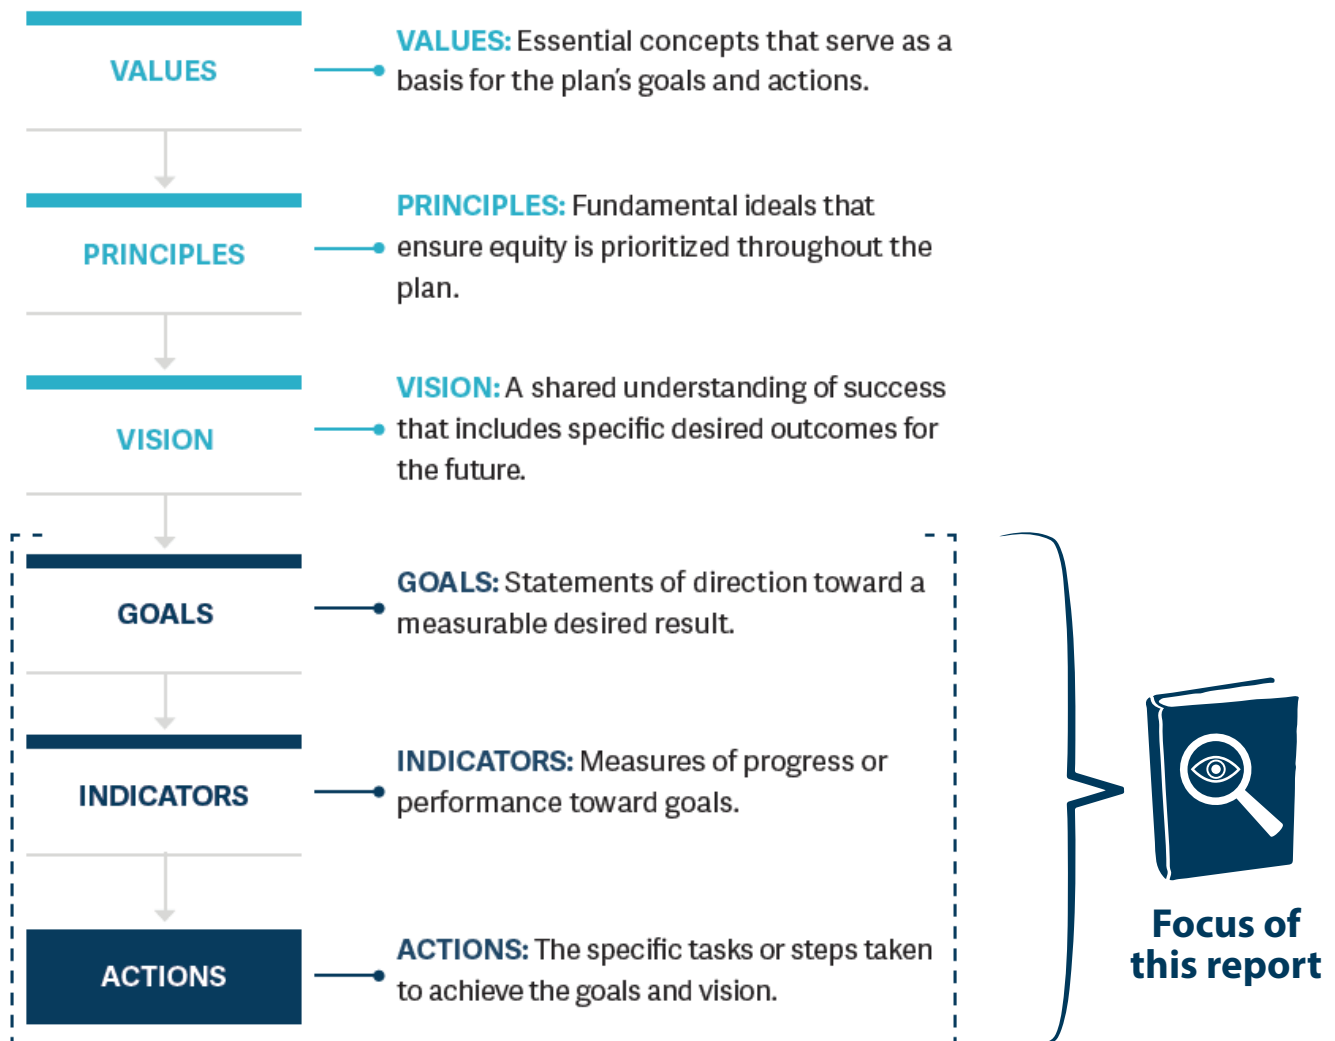 VALUES
VALUES: Essential concepts that serve as a
basis for the plan's goals and actions.
PRINCIPLES
PRINCIPLES: Fundamental ideals that
ensure equity is prioritized throughout the
plan.
VISION
VISION: A shared understanding of success
that includes specific desired outcomes for
the future.
GOALS
GOALS: Statements of direction toward a
measurable desired result.
INDICATORS
INDICATORS: Measures of progress or
performance toward goals.
ACTIONS
ACTIONS: The specific tasks or steps taken
to achieve the goals and vision.
Focus of
this report